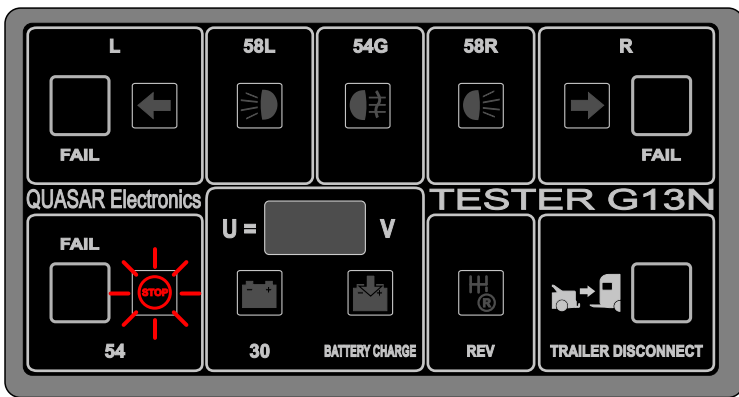 L 58L 54G 58R R
FAIL FAIL
QUASAR Electronics TESTER G13N
FAIL U = V
STOP - + - + R
54 30 BATTERY CHARGE REV TRAILER DISCONNECT